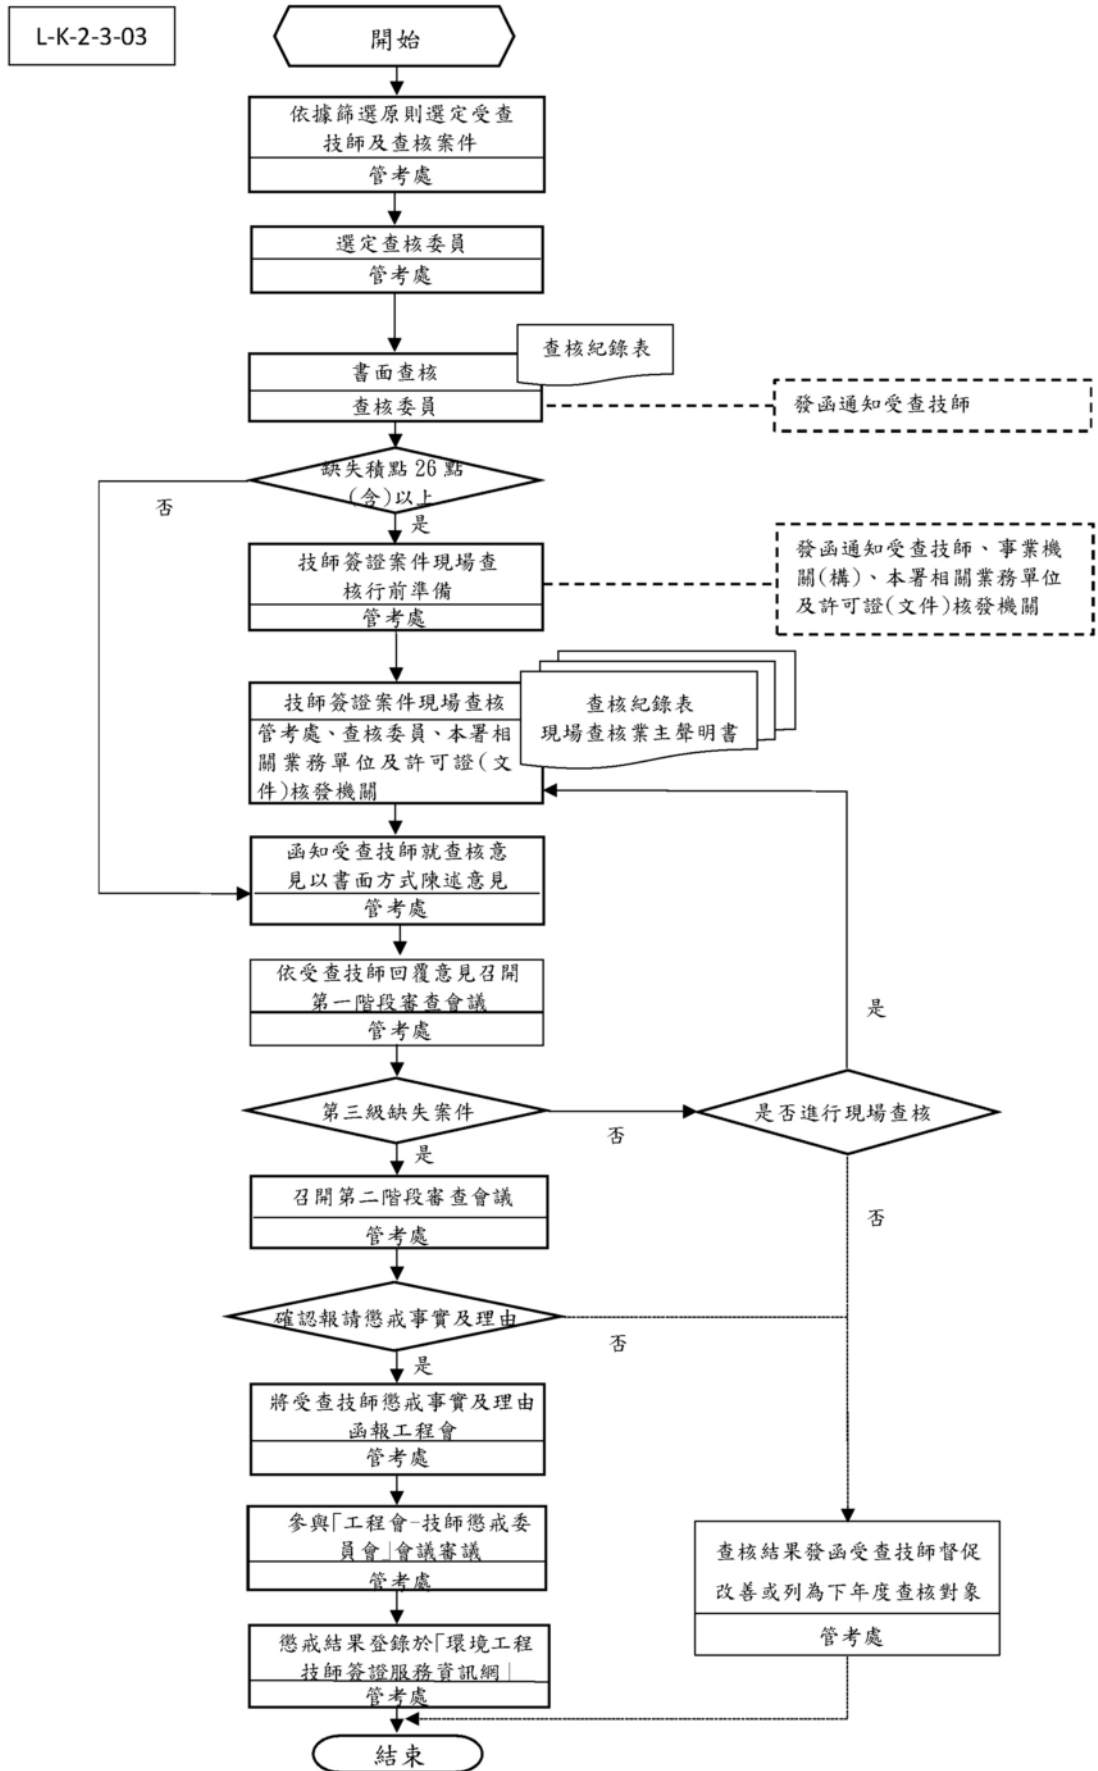 L-K-2-3-03
開始
依據篩選原則選定受查
技師及查核案件
管考處
選定查核委員
管考處
查核紀錄表
書面查核
查核委員
發函通知受查技師
缺失積點 26 點
(含)以上
否
是
技師簽證案件現場查
核行前準備
管考處
發函通知受查技師、事業機
關(構)、本署相關業務單位
及許可證(文件)核發機關
技師簽證案件現場查核
管考處、查核委員、本署相
關業務單位及許可證(文
件)核發機關
查核紀錄表
現場查核業主聲明書
函知受查技師就查核意
見以書面方式陳述意見
管考處
依受查技師回覆意見召開
第一階段審查會議
管考處
是
第三級缺失案件
否
是否進行現場查核
是
召開第二階段審查會議
管考處
否
確認報請懲戒事實及理由
否
是
將受查技師懲戒事實及理由
函報工程會
管考處
參與「工程會-技師懲戒委
員會」會議審議
管考處
查核結果發函受查技師督促
改善或列為下年度查核對象
管考處
懲戒結果登錄於「環境工程
技師簽證服務資訊網」
管考處
結束